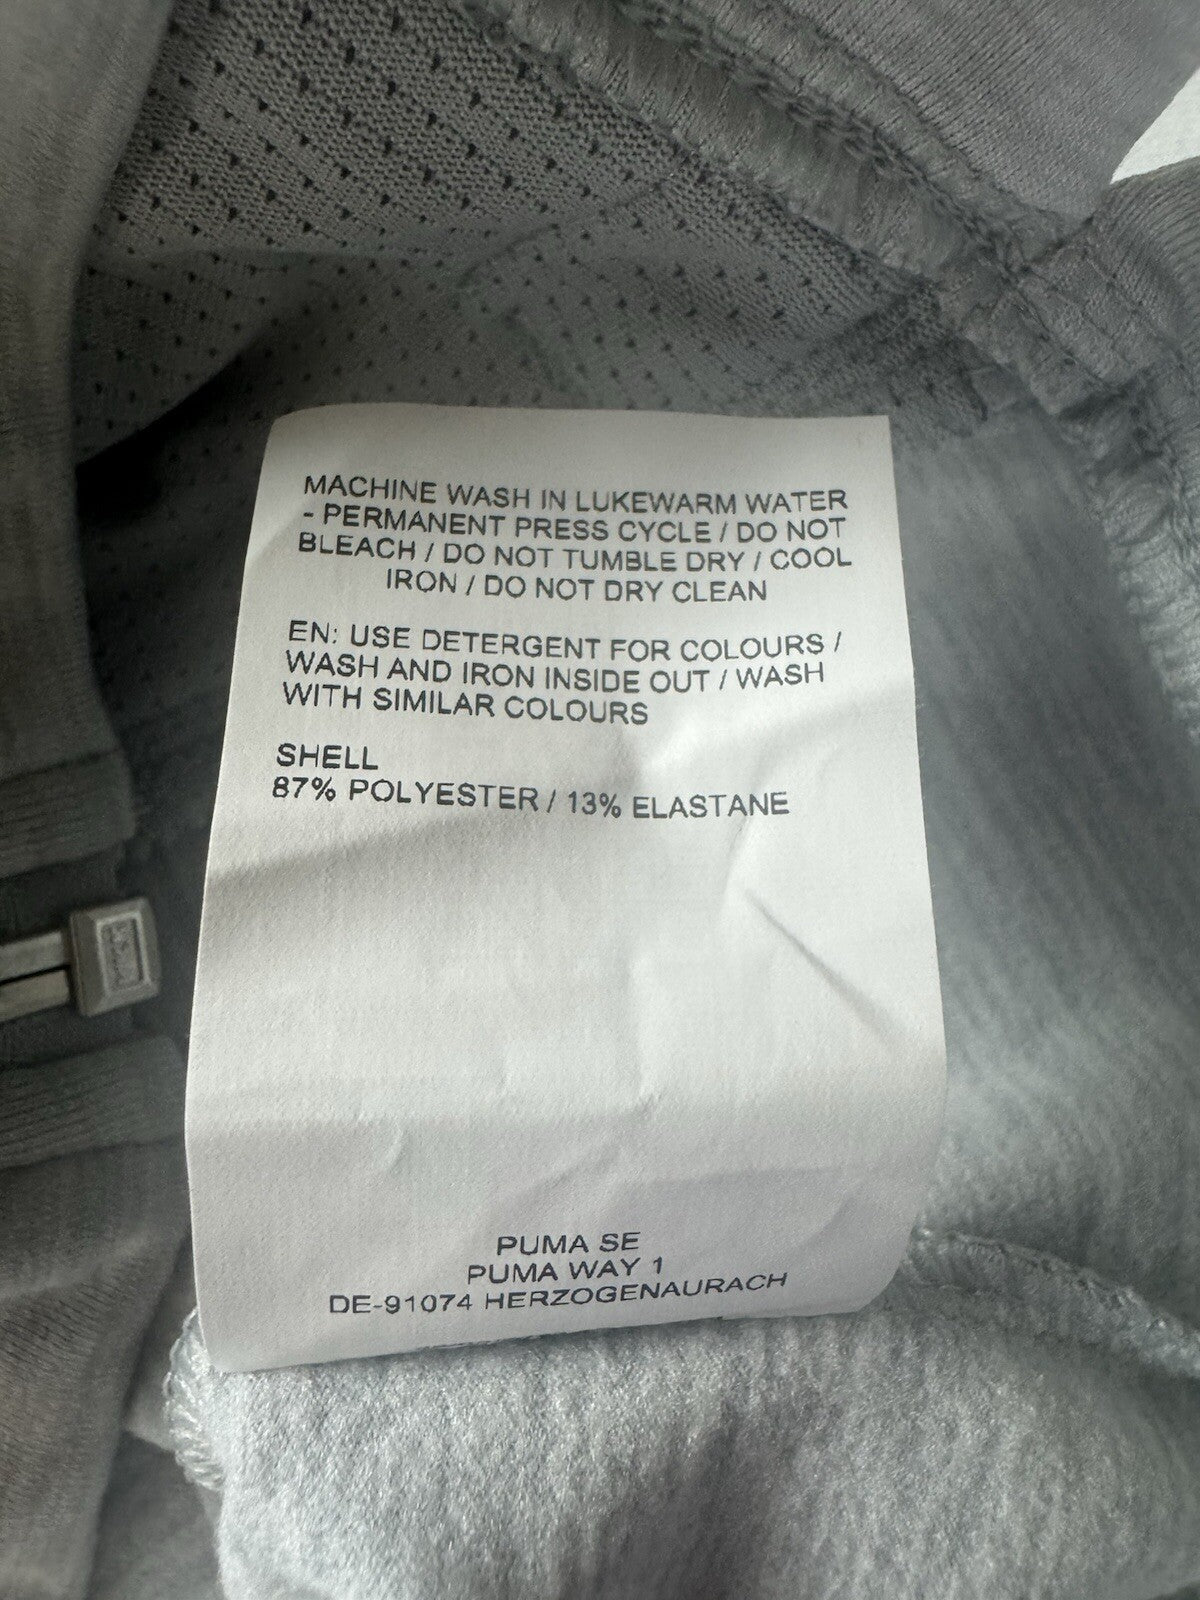 MACHINE WASH IN LUKEWARM WATER
- PERMANENT PRESS CYCLE / DO NOT
BLEACH / DO NOT TUMBLE DRY / COOL
IRON / DO NOT DRY CLEAN
EN: USE DETERGENT FOR COLOURS /
WASH AND IRON INSIDE OUT / WASH
WITH SIMILAR COLOURS
SHELL
87% POLYESTER / 13% ELASTANE
PUMA SE
PUMA WAY 1
DE-91074 HERZOGENAURACH